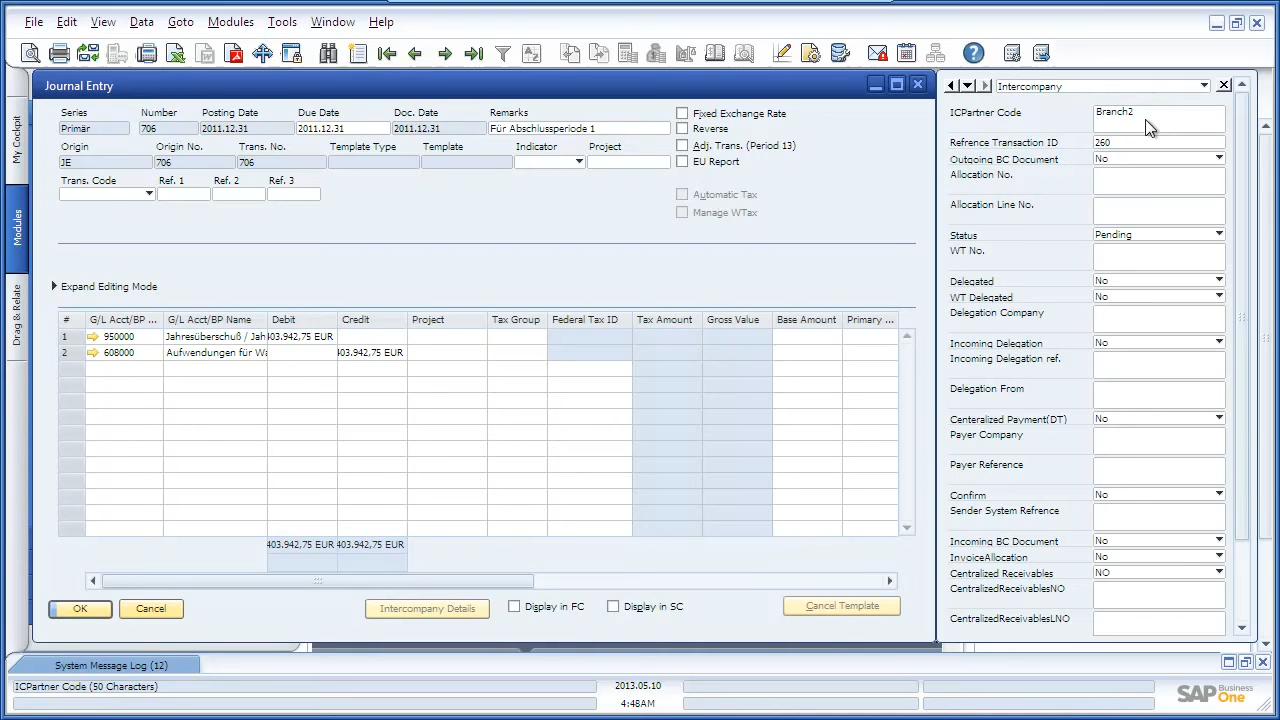 File Edit View Data Goto Modules Tools Window Help
My Cockpit
Modules
Drag & Relate
Journal Entry
Series Number Posting Date Due Date Doc. Date Remarks
Primär 706 2011.12.31 2011.12.31 2011.12.31 Für Abschlussperiode 1
Origin Origin No. Trans. No. Template Type Template Indicator Project
JE 706 706
Trans. Code Ref. 1 Ref. 2 Ref. 3
Fixed Exchange Rate
Reverse
Adj. Trans. (Period 13)
EU Report
Automatic Tax
Manage WTax
Expand Editing Mode
# G/L Acct/BP ... G/L Acct/BP Name Debit Credit Project Tax Group Federal Tax ID Tax Amount Gross Value Base Amount Primary ...
1 950000 Jahresüberschuß / Jah 403.942,75 EUR
2 608000 Aufwendungen für Wa 403.942,75 EUR
403.942,75 EUR 403.942,75 EUR
OK Cancel Intercompany Details Display in FC Display in SC Cancel Template
Intercompany
ICPartner Code Branch2
Refrence Transaction ID 260
Outgoing BC Document No
Allocation No.
Allocation Line No.
Status Pending
WT No.
Delegated No
WT Delegated No
Delegation Company
Incoming Delegation No
Incoming Delegation ref.
Delegation From
Centeralized Payment(DT) No
Payer Company
Payer Reference
Confirm No
Sender System Refrence
Incoming BC Document No
InvoiceAllocation No
Centralized Receivables NO
CentralizedReceivablesNO
CentralizedReceivablesLNO
System Message Log (12)
ICPartner Code (50 Characters) 2013.05.10
4:48AM
SAP Business One